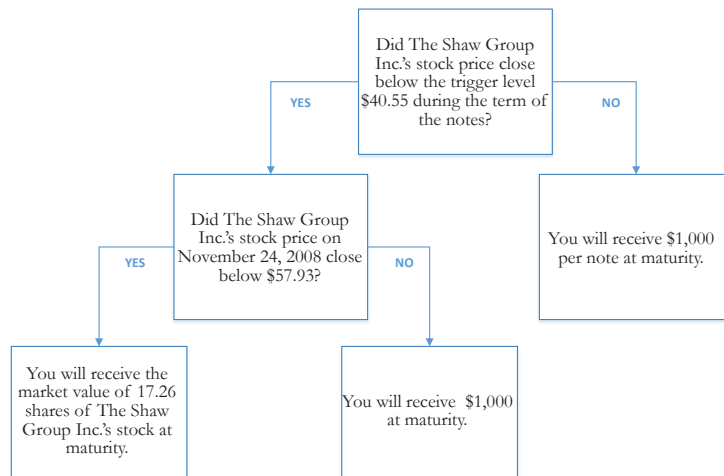 Did The Shaw Group
Inc.'s stock price close
below the trigger level
$40.55 during the term of
the notes?
YES
NO
Did The Shaw Group
Inc.'s stock price on
November 24, 2008 close
below $57.93?
You will receive $1,000
per note at maturity.
YES
NO
You will receive the
market value of 17.26
shares of The Shaw
Group Inc.'s stock at
maturity.
You will receive $1,000
at maturity.